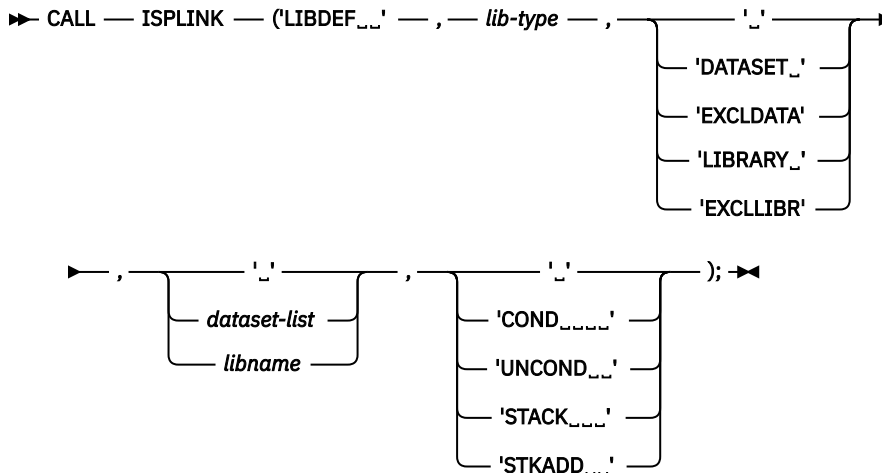 CALL ISPLINK ('LIBDEF␣␣' , lib-type , '␣'
'DATASET␣'
'EXCLDATA'
'LIBRARY␣'
'EXCLLIBR'
, '␣' , '␣' );
dataset-list 'COND␣␣␣␣'
libname 'UNCOND␣␣'
'STACK␣␣␣'
'STKADD␣␣'